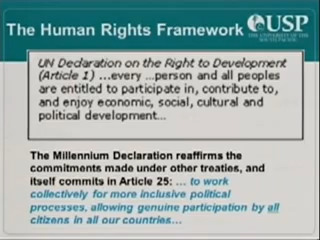 The Human Rights Framework
USP
THE UNIVERSITY OF THE
SOUTH PACIFIC
UN Declaration on the Right to Development
(Article 1) ...every ...person and all peoples
are entitled to participate in, contribute to,
and enjoy economic, social, cultural and
political development...
The Millennium Declaration reaffirms the
commitments made under other treaties, and
itself commits in Article 25: ... to work
collectively for more inclusive political
processes, allowing genuine participation by all
citizens in all our countries...